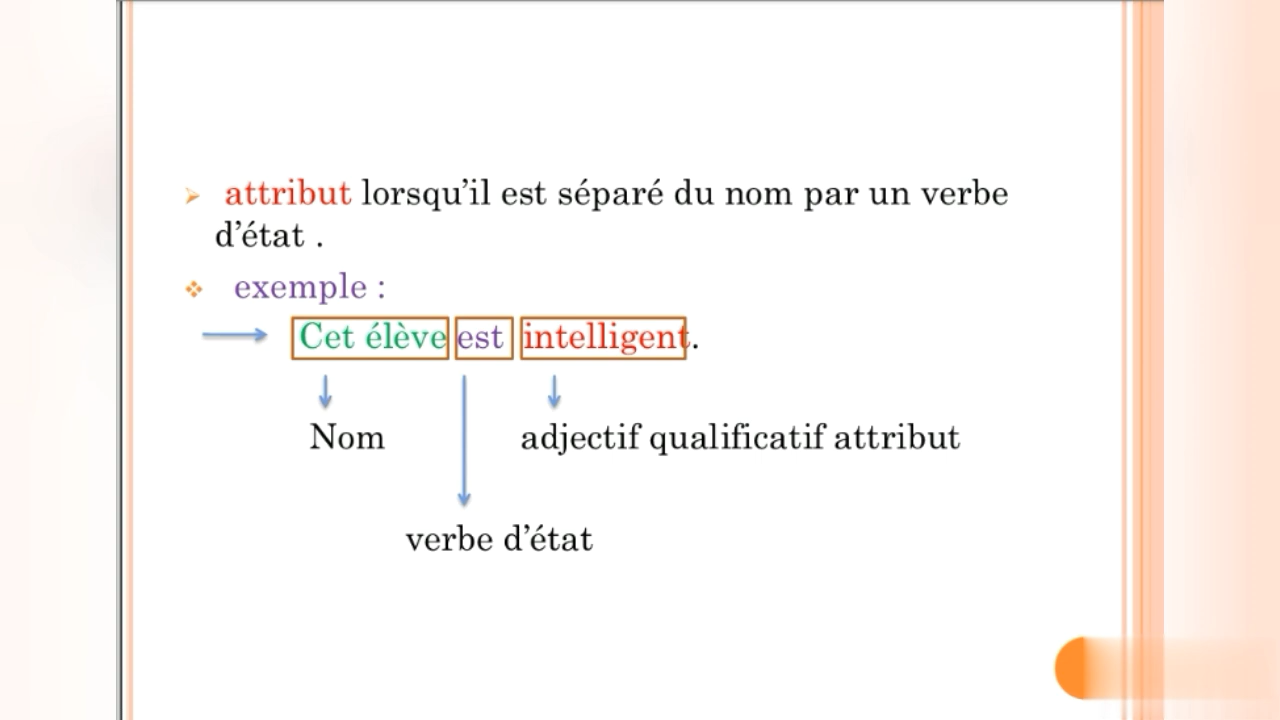 attribut lorsqu’il est séparé du nom par un verbe
d’état .
exemple :
Cet élève est intelligent.
Nom adjectif qualificatif attribut
verbe d’état